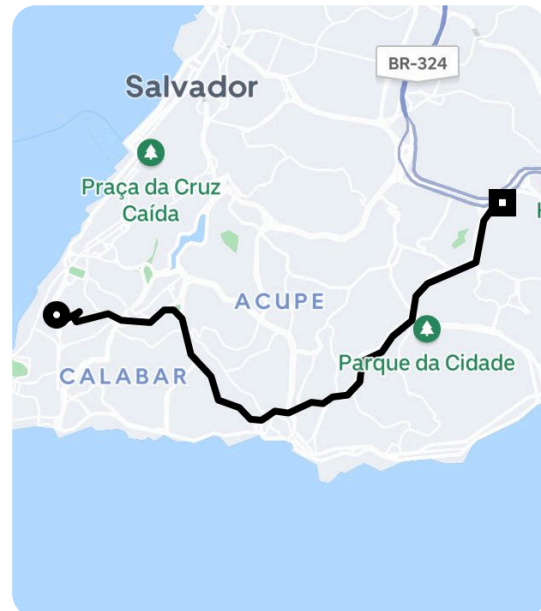 BR-324
Salvador
Praça da Cruz
Caída
H
ACUPE
Parque da Cidade
CALABAR